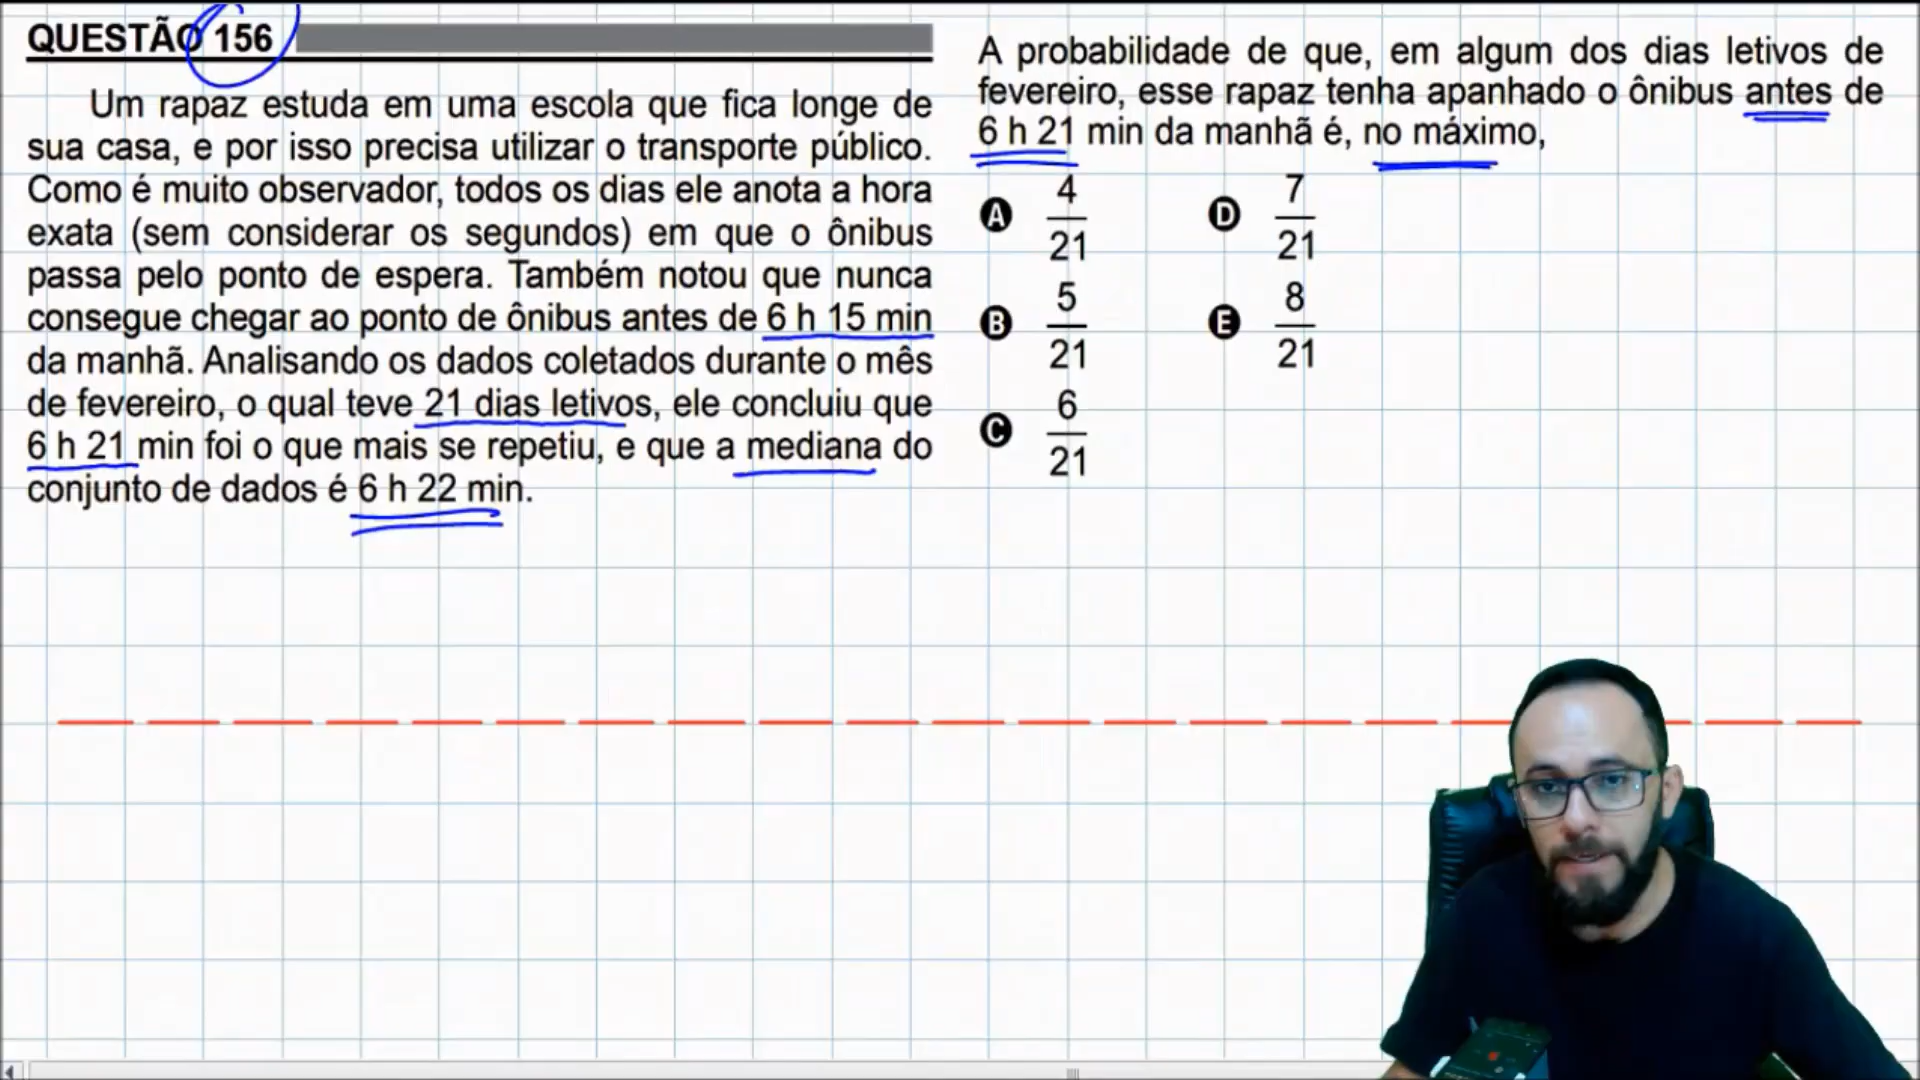 QUESTÃO 156
Um rapaz estuda em uma escola que fica longe de
sua casa, e por isso precisa utilizar o transporte público.
Como é muito observador, todos os dias ele anota a hora
exata (sem considerar os segundos) em que o ônibus
passa pelo ponto de espera. Também notou que nunca
consegue chegar ao ponto de ônibus antes de 6 h 15 min
da manhã. Analisando os dados coletados durante o mês
de fevereiro, o qual teve 21 dias letivos, ele concluiu que
6 h 21 min foi o que mais se repetiu, e que a mediana do
conjunto de dados é 6 h 22 min.
A probabilidade de que, em algum dos dias letivos de
fevereiro, esse rapaz tenha apanhado o ônibus antes de
6 h 21 min da manhã é, no máximo,
A 4/21
B 5/21
C 6/21
D 7/21
E 8/21